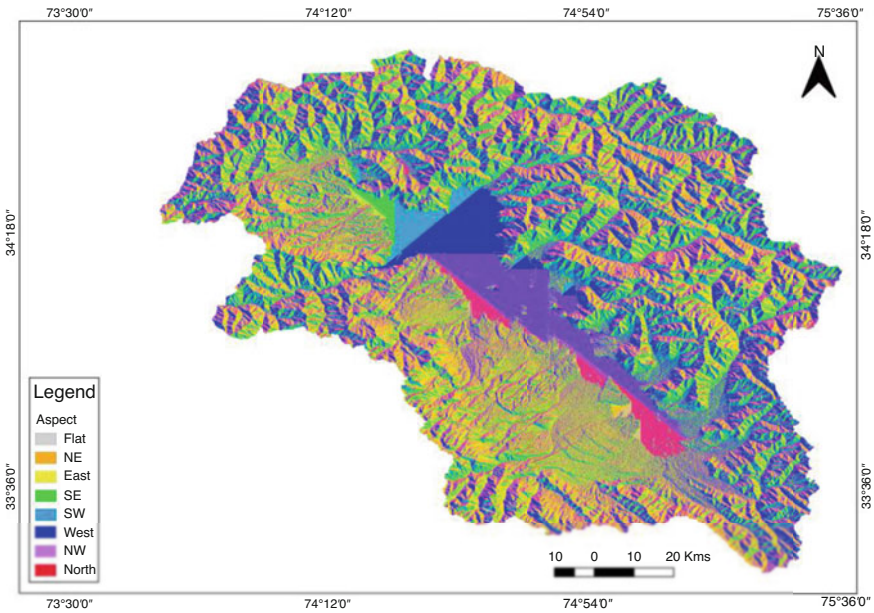 73°30'0" 74°12'0" 74°54'0" 75°36'0"
N
34°18'0" 34°18'0"
33°36'0" 33°36'0"
Legend
Aspect
Flat
NE
East
SE
SW
West
NW
North
10 0 10 20 Kms
73°30'0" 74°12'0" 74°54'0" 75°36'0"